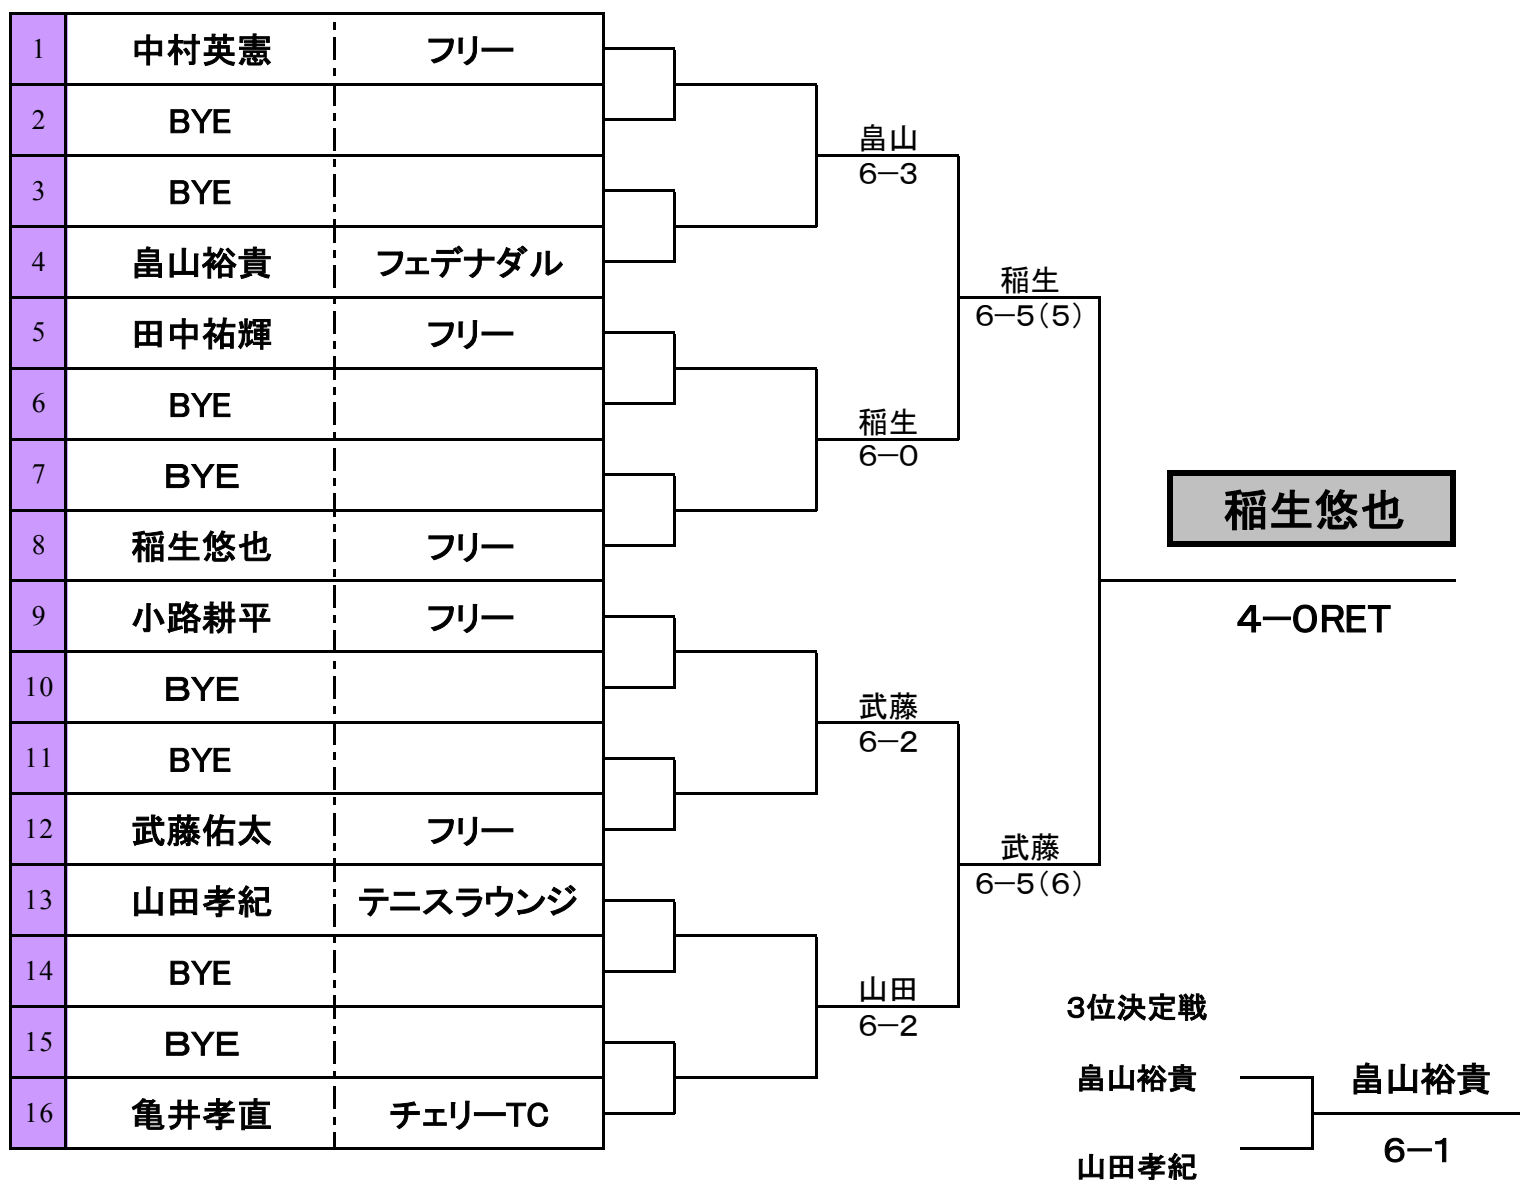 1 中村英憲 フリー
2 BYE
畠山
6-3
3 BYE
4 畠山裕貴 フェデナダル
稲生
6-5(5)
5 田中祐輝 フリー
6 BYE
稲生
6-0
7 BYE
8 稲生悠也 フリー
稲生悠也
4-0RET
9 小路耕平 フリー
10 BYE
武藤
6-2
11 BYE
12 武藤佑太 フリー
武藤
6-5(6)
13 山田孝紀 テニスラウンジ
14 BYE
山田
6-2
15 BYE
16 亀井孝直 チェリーTC
3位決定戦
畠山裕貴
畠山裕貴
6-1
山田孝紀